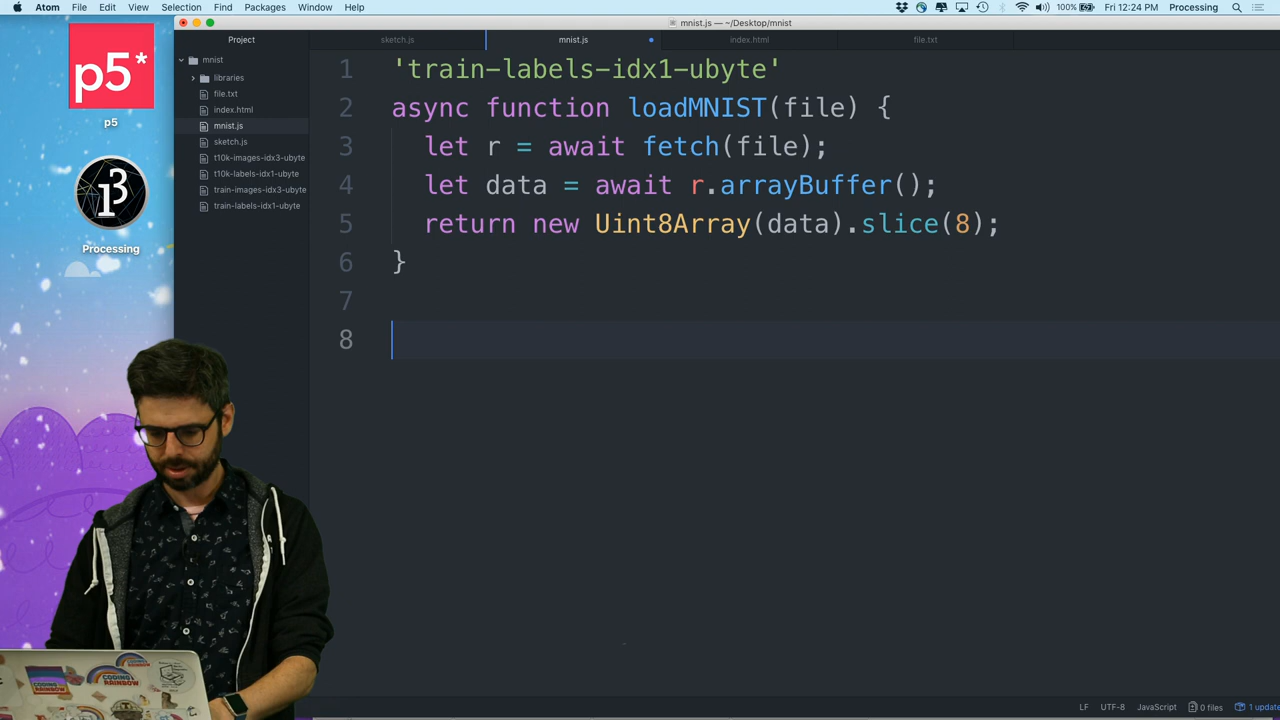 Atom File Edit View Selection Find Packages Window Help
100% Fri 12:24 PM Processing
mnist.js — ~/Desktop/mnist
Project
sketch.js mnist.js index.html file.txt
mnist
libraries
file.txt
index.html
mnist.js
sketch.js
t10k-images-idx3-ubyte
t10k-labels-idx1-ubyte
train-images-idx3-ubyte
train-labels-idx1-ubyte
p5*
p5
Processing
1 'train-labels-idx1-ubyte'
2 async function loadMNIST(file) {
3 let r = await fetch(file);
4 let data = await r.arrayBuffer();
5 return new Uint8Array(data).slice(8);
6 }
7
8
CODING
RAINBOW
CODING
RAINBOW
LF UTF-8 JavaScript 0 files 1 update